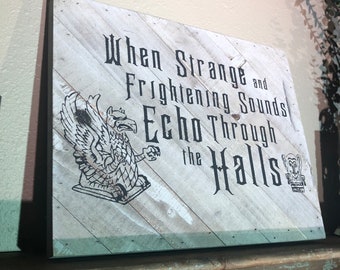 When Strange and
Frightening Sounds
Echo Through
the Halls